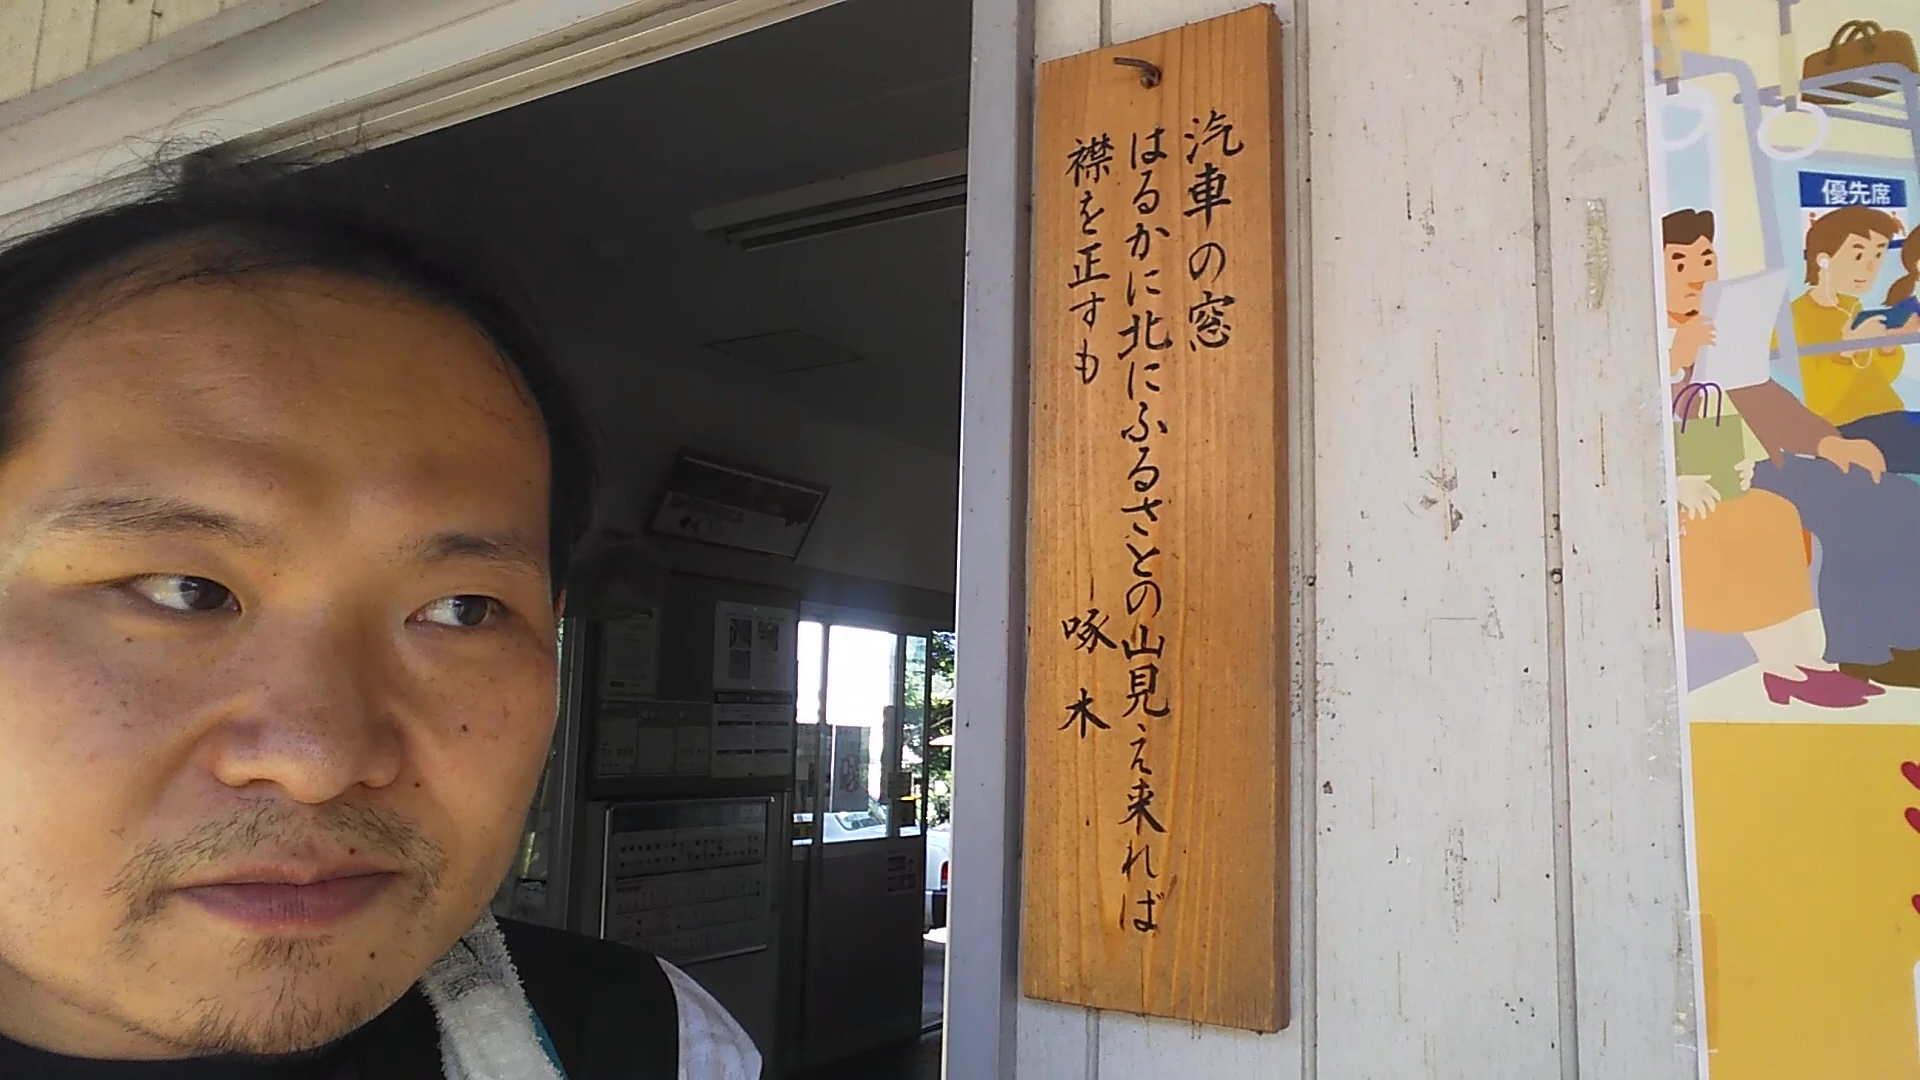 汽車の窓
はるかに北にふるさとの山見え来れば
襟を正すも
啄木
優先席